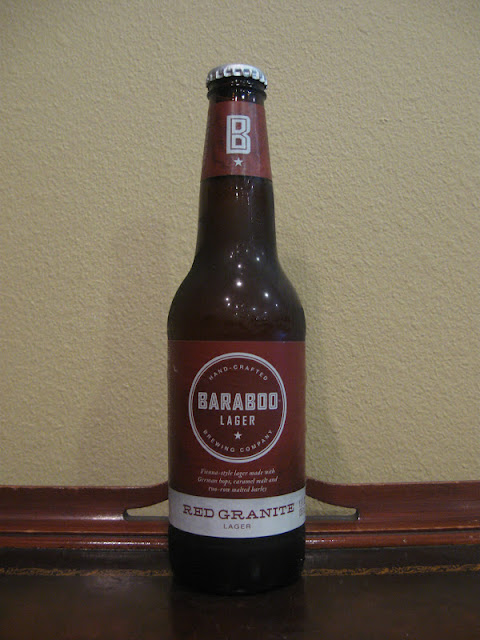 B
HAND-CRAFTED
BARABOO
LAGER
BREWING COMPANY
Vienna-style lager made with
German hops, caramel malt and
two-row malted barley
RED GRANITE
LAGER